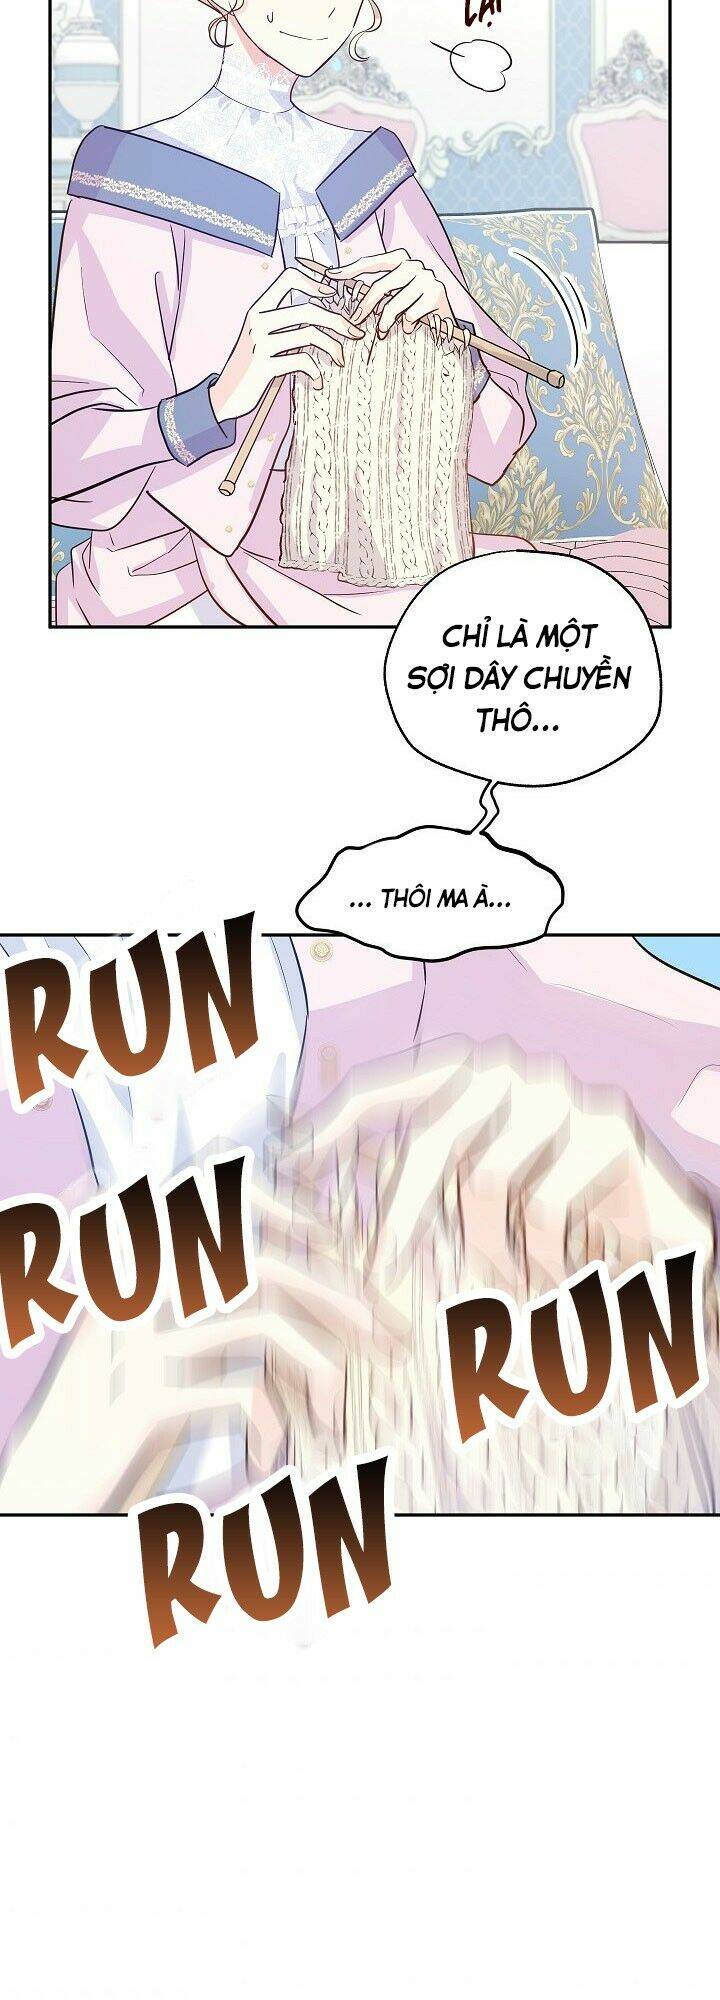 LẠI
CHỈ LÀ MỘT
SỢI DÂY CHUYỀN
THÔ...
... THÔI MA À...
RUN
RUN
RUN
RUN